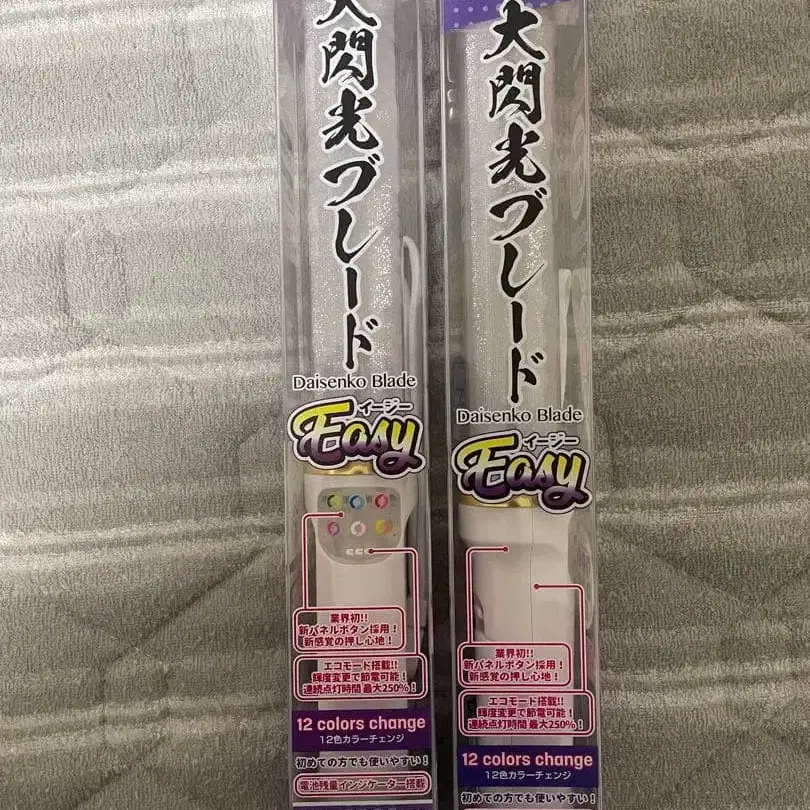 大閃光ブレード
Daisenko Blade
イージー
Easy
業界初!!
新パネルボタン採用!
新感覚の押し心地!
エコモード搭載!!
輝度変更で節電可能!
連続点灯時間 最大250%!
12 colors change
12色カラーチェンジ
初めての方でも使いやすい!
電池残量インジケーター搭載
大閃光ブレード
Daisenko Blade
イージー
Easy
業界初!!
新パネルボタン採用!
新感覚の押し心地!
エコモード搭載!!
輝度変更で節電可能!
連続点灯時間 最大250%!
12 colors change
12色カラーチェンジ
初めての方でも使いやすい!